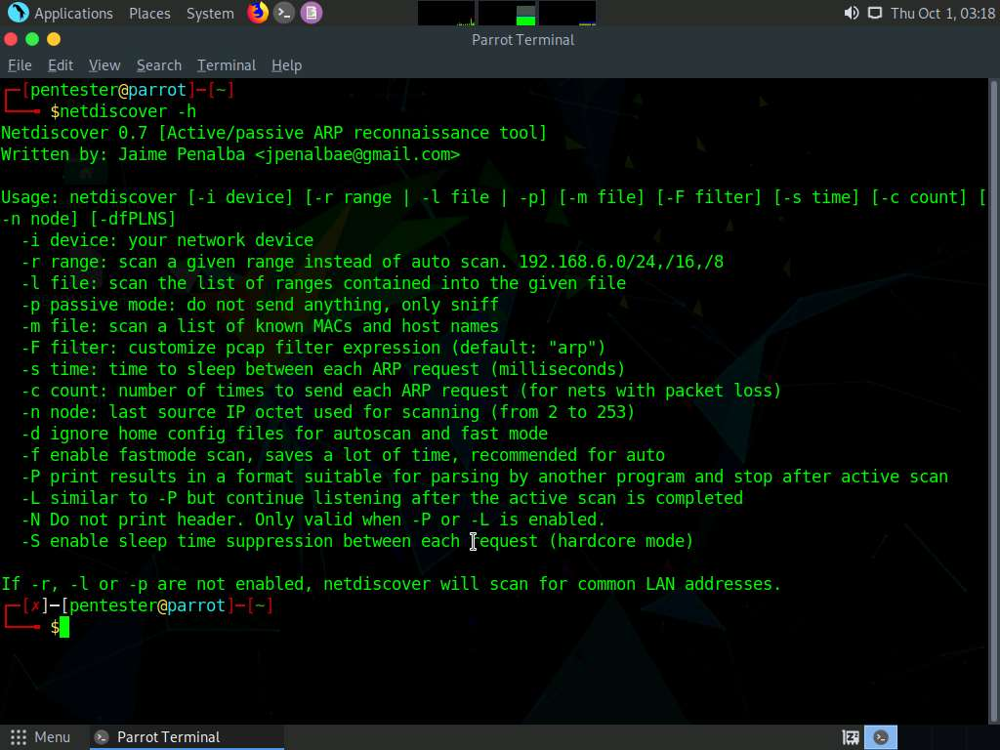 Applications Places System Thu Oct 1, 03:18
Parrot Terminal
File Edit View Search Terminal Help
┌─[pentester@parrot]─[~]
└──╼ $netdiscover -h
Netdiscover 0.7 [Active/passive ARP reconnaissance tool]
Written by: Jaime Penalba <jpenalbae@gmail.com>
Usage: netdiscover [-i device] [-r range | -l file | -p] [-m file] [-F filter] [-s time] [-c count] [
-n node] [-dfPLNS]
-i device: your network device
-r range: scan a given range instead of auto scan. 192.168.6.0/24,/16,/8
-l file: scan the list of ranges contained into the given file
-p passive mode: do not send anything, only sniff
-m file: scan a list of known MACs and host names
-F filter: customize pcap filter expression (default: "arp")
-s time: time to sleep between each ARP request (milliseconds)
-c count: number of times to send each ARP request (for nets with packet loss)
-n node: last source IP octet used for scanning (from 2 to 253)
-d ignore home config files for autoscan and fast mode
-f enable fastmode scan, saves a lot of time, recommended for auto
-P print results in a format suitable for parsing by another program and stop after active scan
-L similar to -P but continue listening after the active scan is completed
-N Do not print header. Only valid when -P or -L is enabled.
-S enable sleep time suppression between each request (hardcore mode)
If -r, -l or -p are not enabled, netdiscover will scan for common LAN addresses.
┌─[✗]─[pentester@parrot]─[~]
└──╼ $
Menu Parrot Terminal